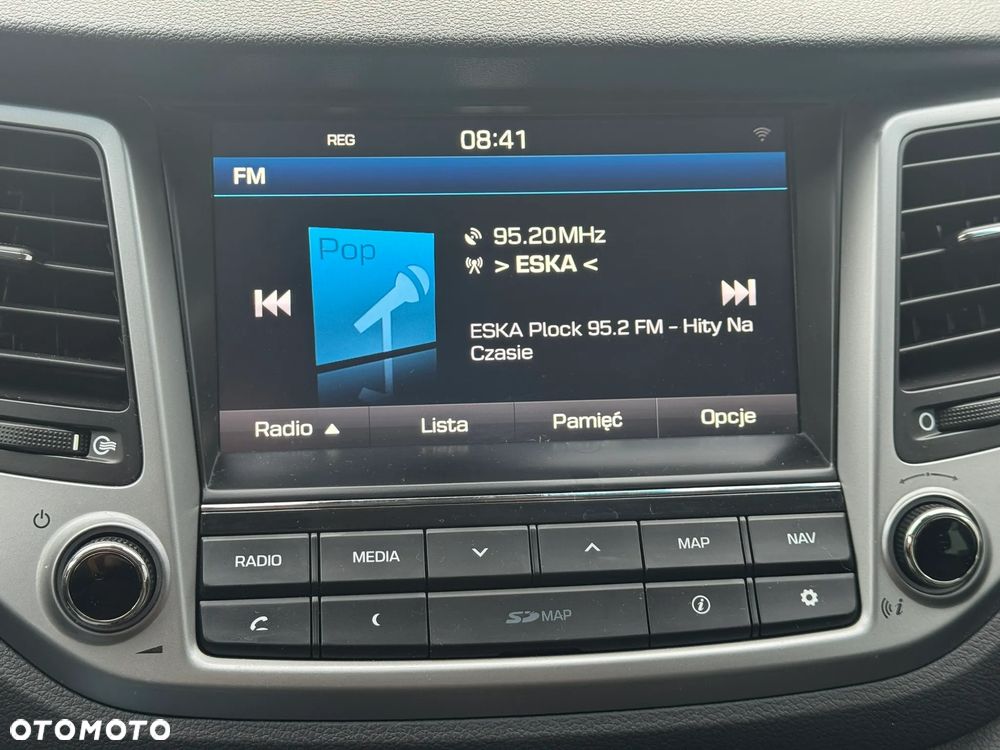 REG 08:41
FM
Pop
95.20MHz
> ESKA <
ESKA Plock 95.2 FM - Hity Na
Czasie
Radio ▲ Lista Pamięć Opcje
RADIO MEDIA MAP NAV
SD MAP
i
i
OTOMOTO